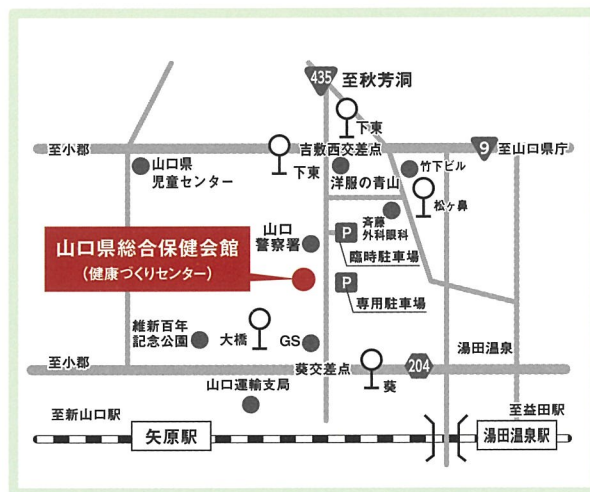 435
至秋芳洞
下東
至小郡
吉敷西交差点
9
至山口県庁
山口県
児童センター
下東
洋服の青山
竹下ビル
松ヶ鼻
斉藤
外科眼科
山口
警察署
P
臨時駐車場
山口県総合保健会館
(健康づくりセンター)
P
専用駐車場
維新百年
記念公園
大橋
GS
湯田温泉
至小郡
葵交差点
204
葵
山口運輸支局
至新山口駅
至益田駅
矢原駅
湯田温泉駅